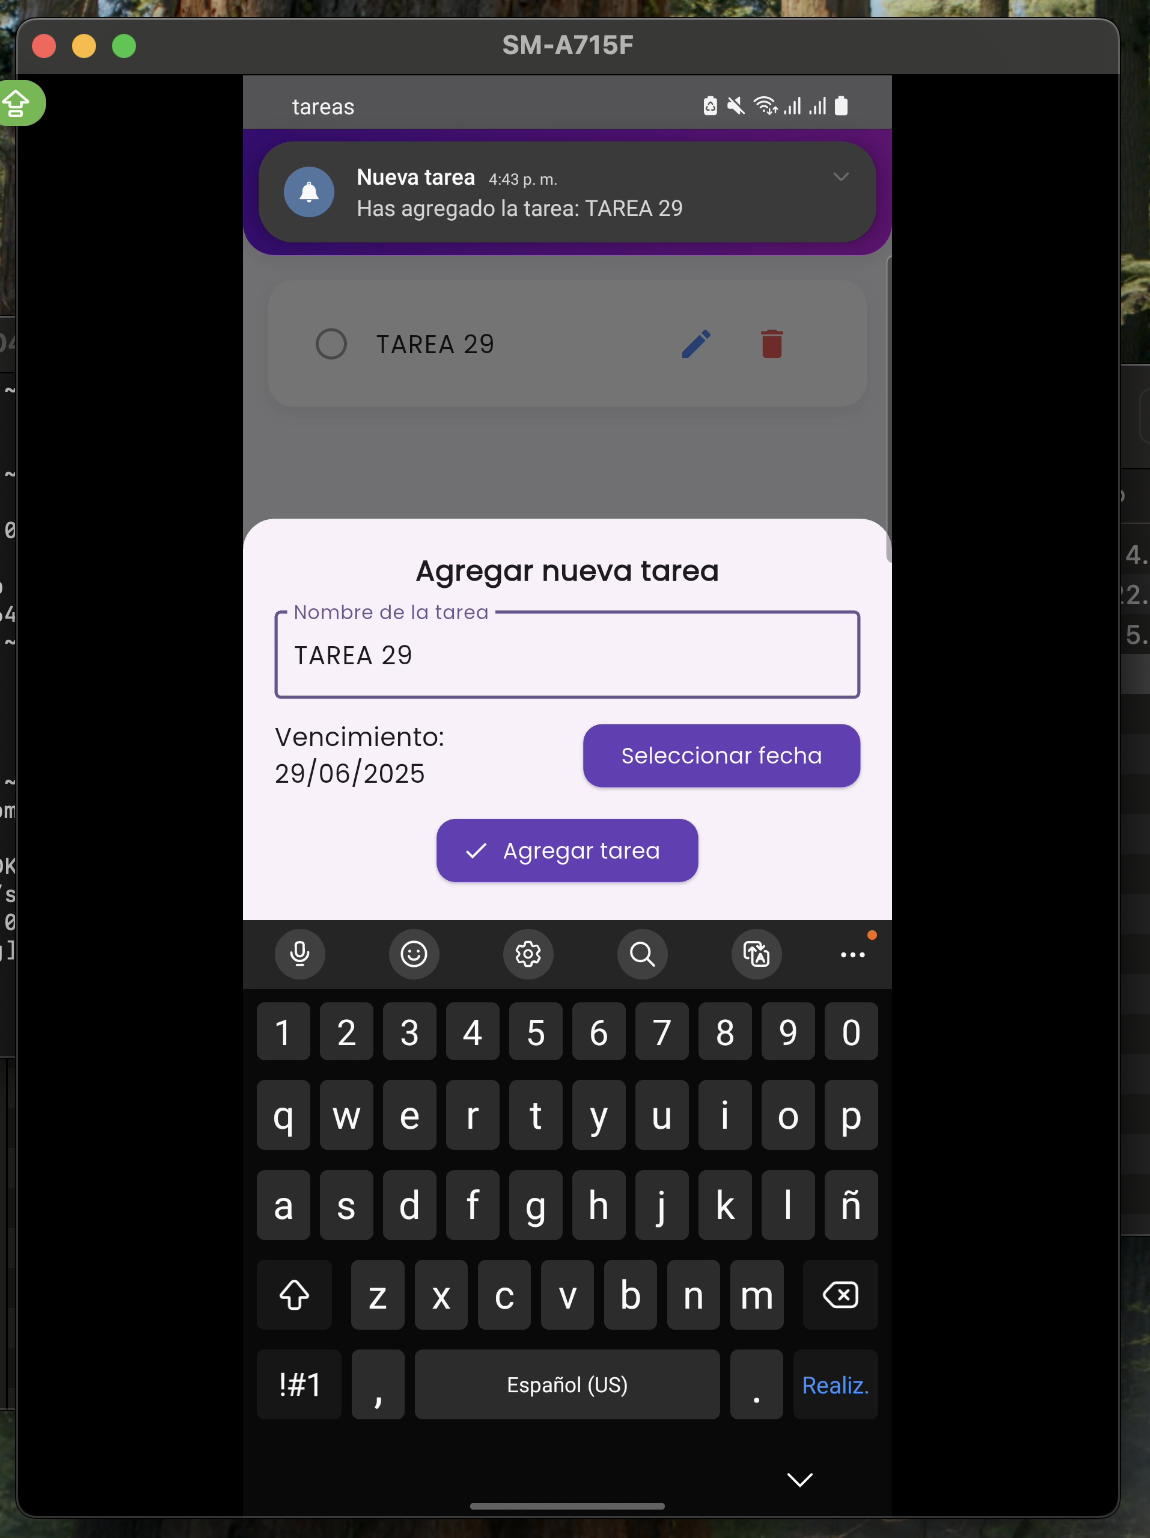 SM-A715F
tareas
Nueva tarea 4:43 p. m.
Has agregado la tarea: TAREA 29
TAREA 29
Agregar nueva tarea
Nombre de la tarea
TAREA 29
Vencimiento:
29/06/2025
Seleccionar fecha
Agregar tarea
1 2 3 4 5 6 7 8 9 0
q w e r t y u i o p
a s d f g h j k l ñ
z x c v b n m
!#1 , Español (US) . Realiz.